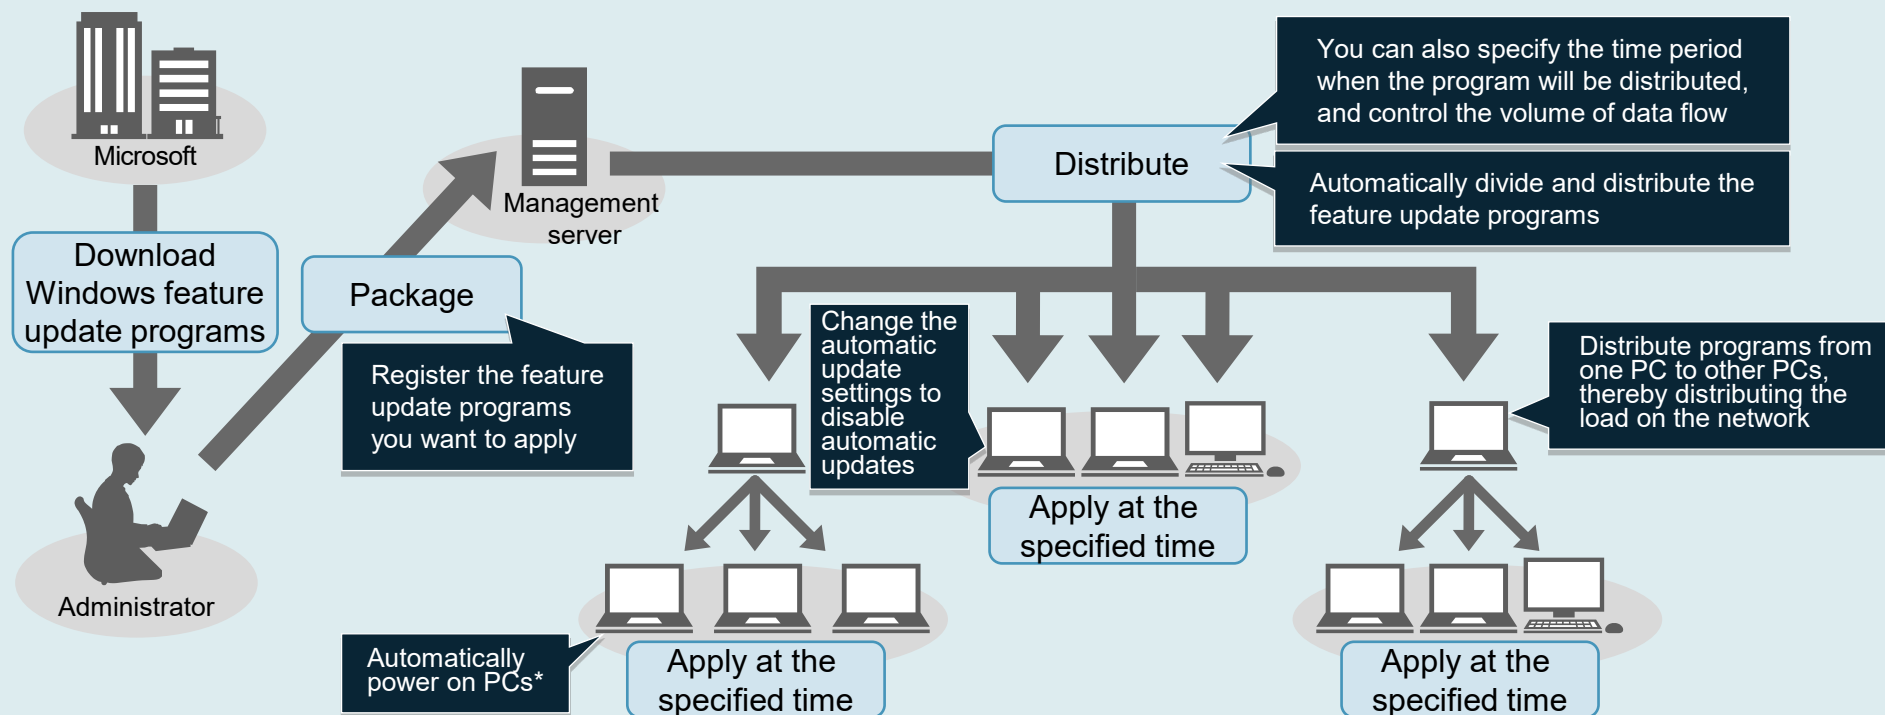 Microsoft
Download
Windows feature
update programs
Administrator
Package
Register the feature
update programs
you want to apply
Management
server
Distribute
You can also specify the time period
when the program will be distributed,
and control the volume of data flow
Automatically divide and distribute the
feature update programs
Change the
automatic
update
settings to
disable
automatic
updates
Apply at the
specified time
Distribute programs from
one PC to other PCs,
thereby distributing the
load on the network
Automatically
power on PCs*
Apply at the
specified time
Apply at the
specified time